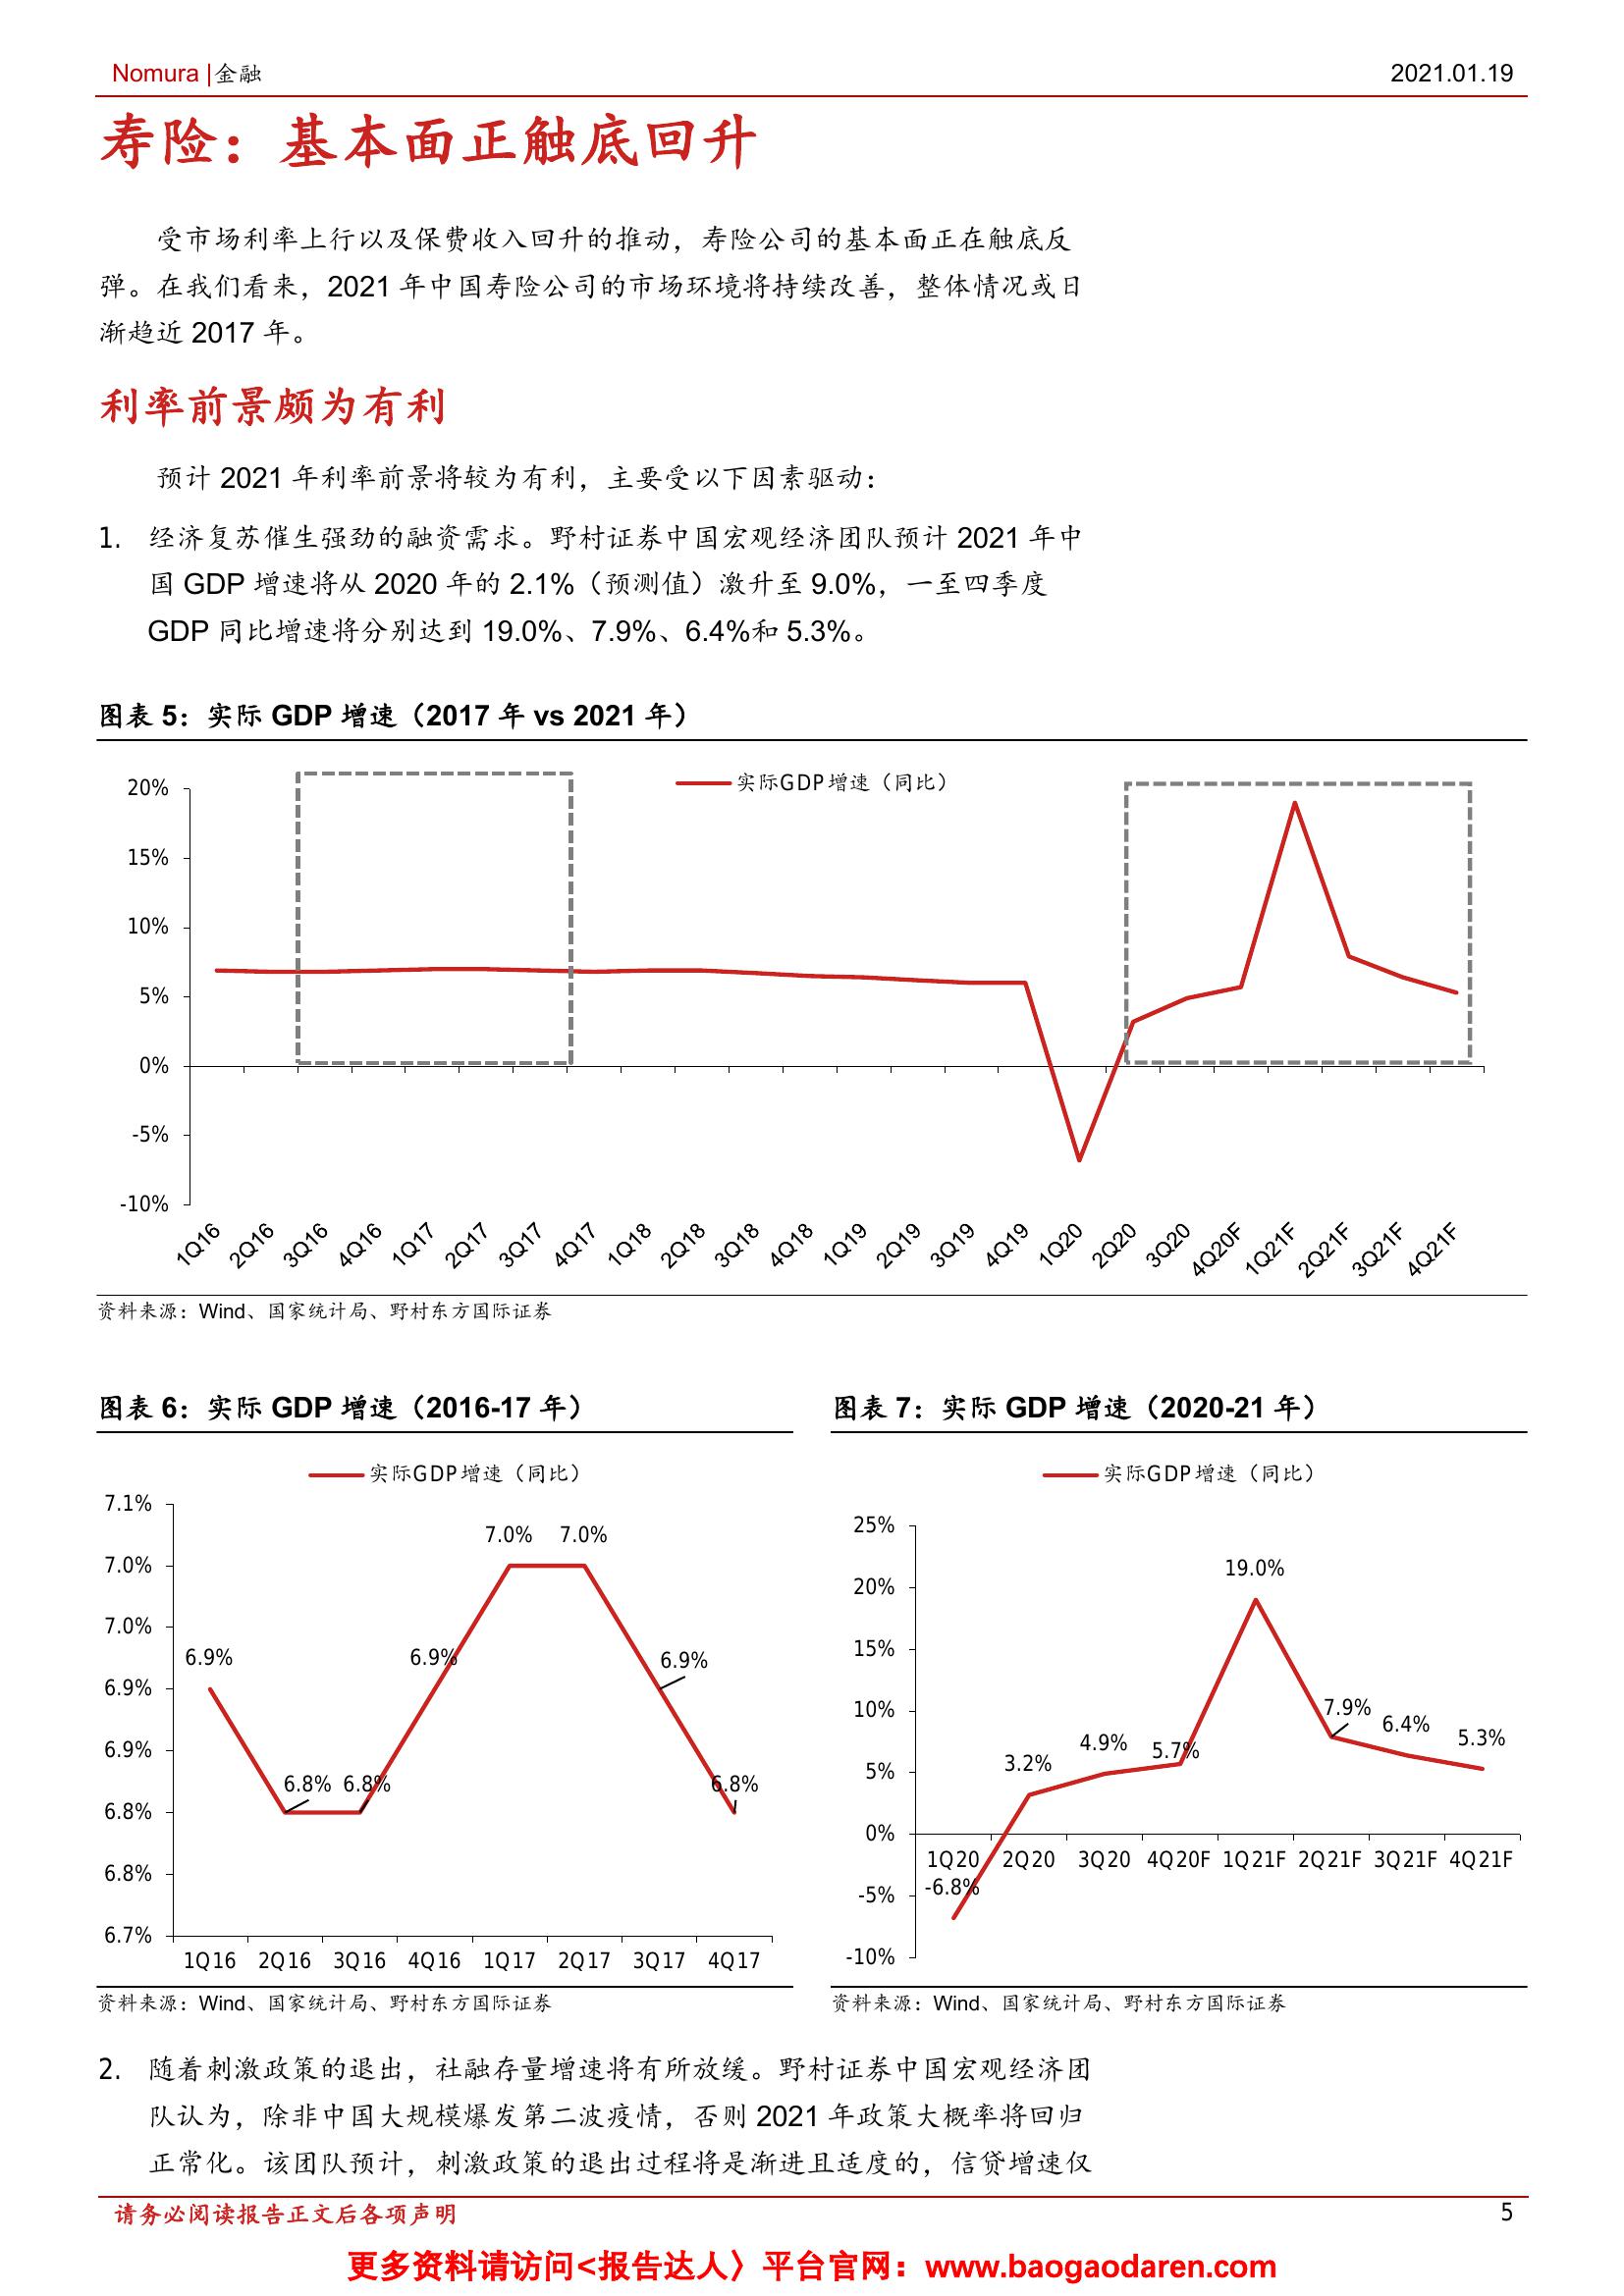 Nomura |金融
2021.01.19
寿险：基本面正触底回升
受市场利率上行以及保费收入回升的推动，寿险公司的基本面正在触底反
弹。在我们看来，2021 年中国寿险公司的市场环境将持续改善，整体情况或日
渐趋近 2017 年。
利率前景颇为有利
预计 2021 年利率前景将较为有利，主要受以下因素驱动：
1. 经济复苏催生强劲的融资需求。野村证券中国宏观经济团队预计 2021 年中
国 GDP 增速将从 2020 年的 2.1%（预测值）激升至 9.0%，一至四季度
GDP 同比增速将分别达到 19.0%、7.9%、6.4%和 5.3%。
图表 5：实际 GDP 增速（2017 年 vs 2021 年）
实际GDP增速（同比）
20%
15%
10%
5%
0%
-5%
-10%
1Q16 2Q16 3Q16 4Q16 1Q17 2Q17 3Q17 4Q17 1Q18 2Q18 3Q18 4Q18 1Q19 2Q19 3Q19 4Q19 1Q20 2Q20 3Q20 4Q20F 1Q21F 2Q21F 3Q21F 4Q21F
资料来源：Wind、国家统计局、野村东方国际证券
图表 6：实际 GDP 增速（2016-17 年）
实际GDP增速（同比）
7.1%
7.0%
7.0%
6.9%
6.9%
6.8%
6.8%
6.7%
6.9%
6.8% 6.8%
6.9%
7.0% 7.0%
6.9%
6.8%
1Q16 2Q16 3Q16 4Q16 1Q17 2Q17 3Q17 4Q17
资料来源：Wind、国家统计局、野村东方国际证券
图表 7：实际 GDP 增速（2020-21 年）
实际GDP增速（同比）
25%
20%
15%
10%
5%
0%
-5%
-10%
-6.8%
3.2%
4.9%
5.7%
19.0%
7.9%
6.4%
5.3%
1Q20 2Q20 3Q20 4Q20F 1Q21F 2Q21F 3Q21F 4Q21F
资料来源：Wind、国家统计局、野村东方国际证券
2. 随着刺激政策的退出，社融存量增速将有所放缓。野村证券中国宏观经济团
队认为，除非中国大规模爆发第二波疫情，否则 2021 年政策大概率将回归
正常化。该团队预计，刺激政策的退出过程将是渐进且适度的，信贷增速仅
请务必阅读报告正文后各项声明
5
更多资料请访问<报告达人〉平台官网：www.baogaodaren.com